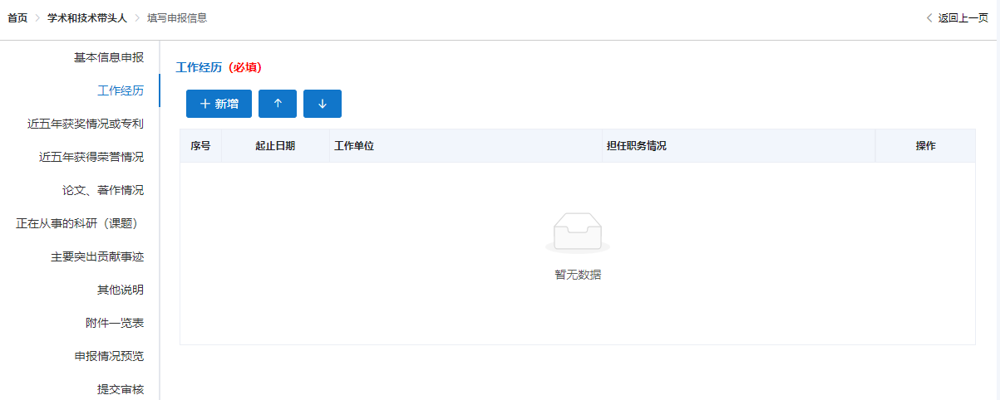 首页 > 学术和技术带头人 > 填写申报信息
< 返回上一页
基本信息申报
工作经历
近五年获奖情况或专利
近五年获得荣誉情况
论文、著作情况
正在从事的科研（课题）
主要突出贡献事迹
其他说明
附件一览表
申报情况预览
提交审核
工作经历（必填）
+ 新增 ↑ ↓
序号 起止日期 工作单位 担任职务情况 操作
暂无数据